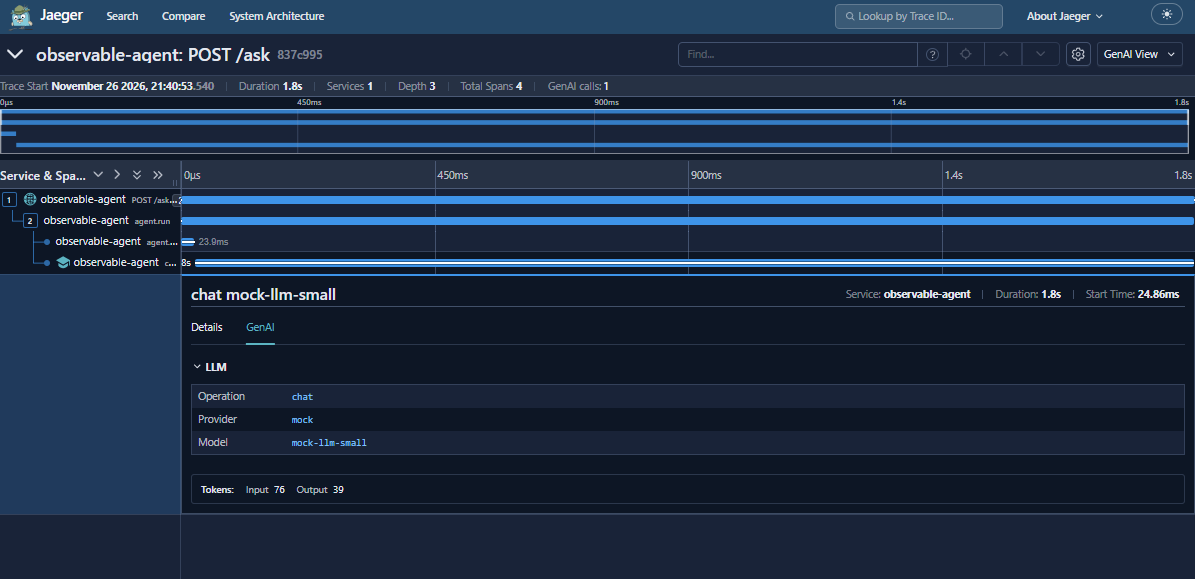 Jaeger Search Compare System Architecture Lookup by Trace ID... About Jaeger
observable-agent: POST /ask 837c995 Find... GenAI View
Trace Start November 26 2026, 21:40:53.540 Duration 1.8s Services 1 Depth 3 Total Spans 4 GenAI calls: 1
0μs 450ms 900ms 1.4s 1.8s
Service & Spa... 0μs 450ms 900ms 1.4s 1.8s
1 observable-agent POST /ask...
2 observable-agent agent.run
observable-agent agent.... 23.9ms
observable-agent c... 8s
chat mock-llm-small Service: observable-agent Duration: 1.8s Start Time: 24.86ms
Details GenAI
LLM
Operation chat
Provider mock
Model mock-llm-small
Tokens: Input 76 Output 39